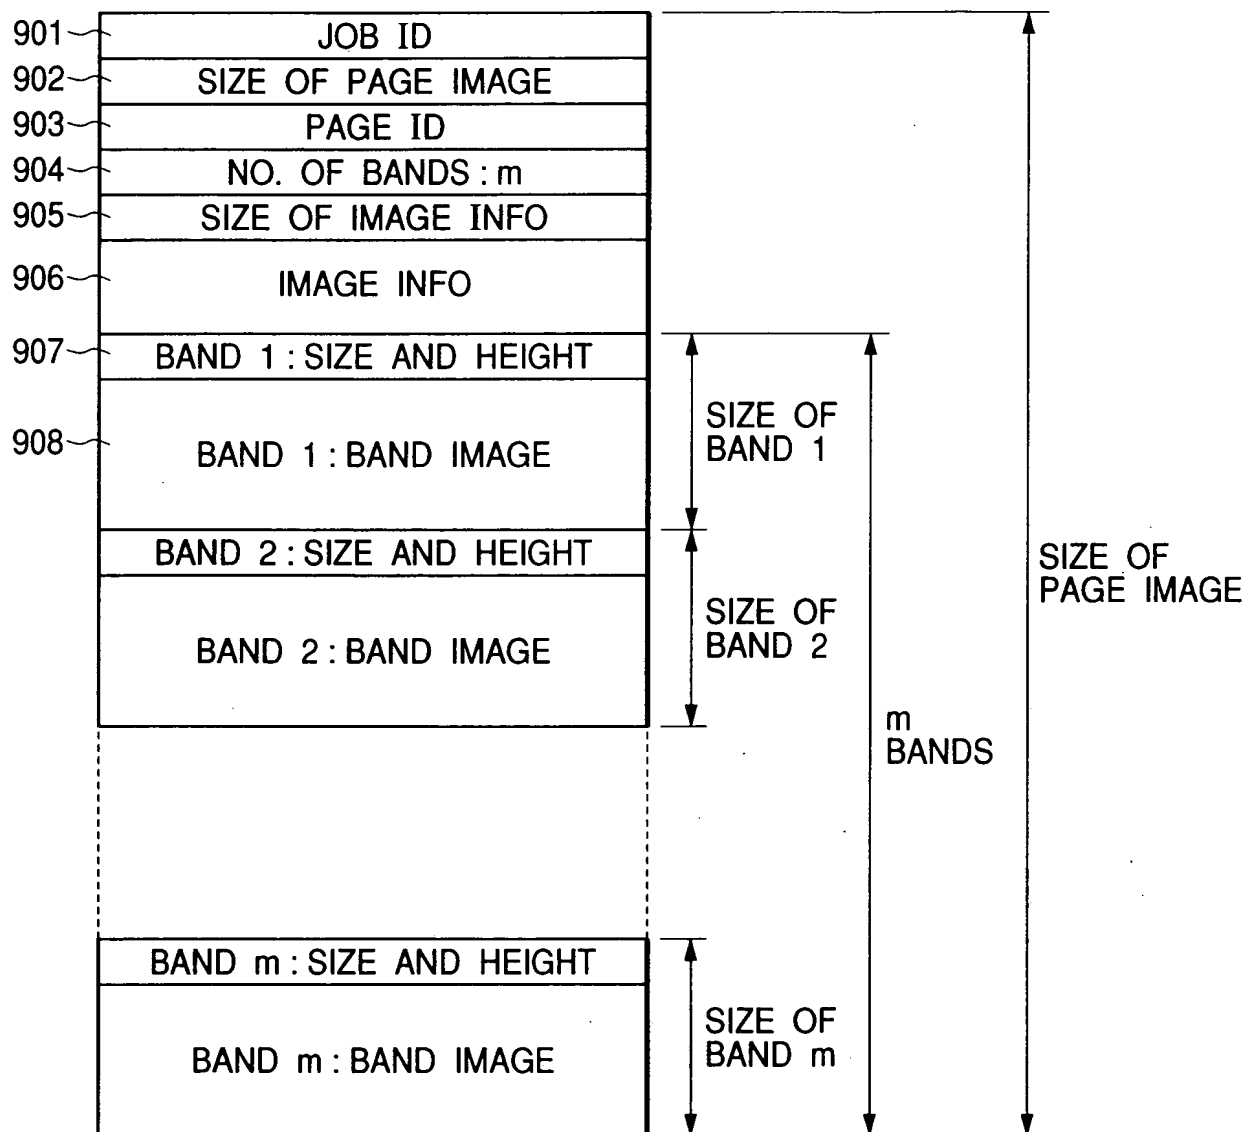 901
JOB ID
902
SIZE OF PAGE IMAGE
903
PAGE ID
904
NO. OF BANDS : m
905
SIZE OF IMAGE INFO
906
IMAGE INFO
907
BAND 1 : SIZE AND HEIGHT
908
BAND 1 : BAND IMAGE
SIZE OF
BAND 1
BAND 2 : SIZE AND HEIGHT
BAND 2 : BAND IMAGE
SIZE OF
BAND 2
SIZE OF
PAGE IMAGE
m
BANDS
BAND m : SIZE AND HEIGHT
BAND m : BAND IMAGE
SIZE OF
BAND m